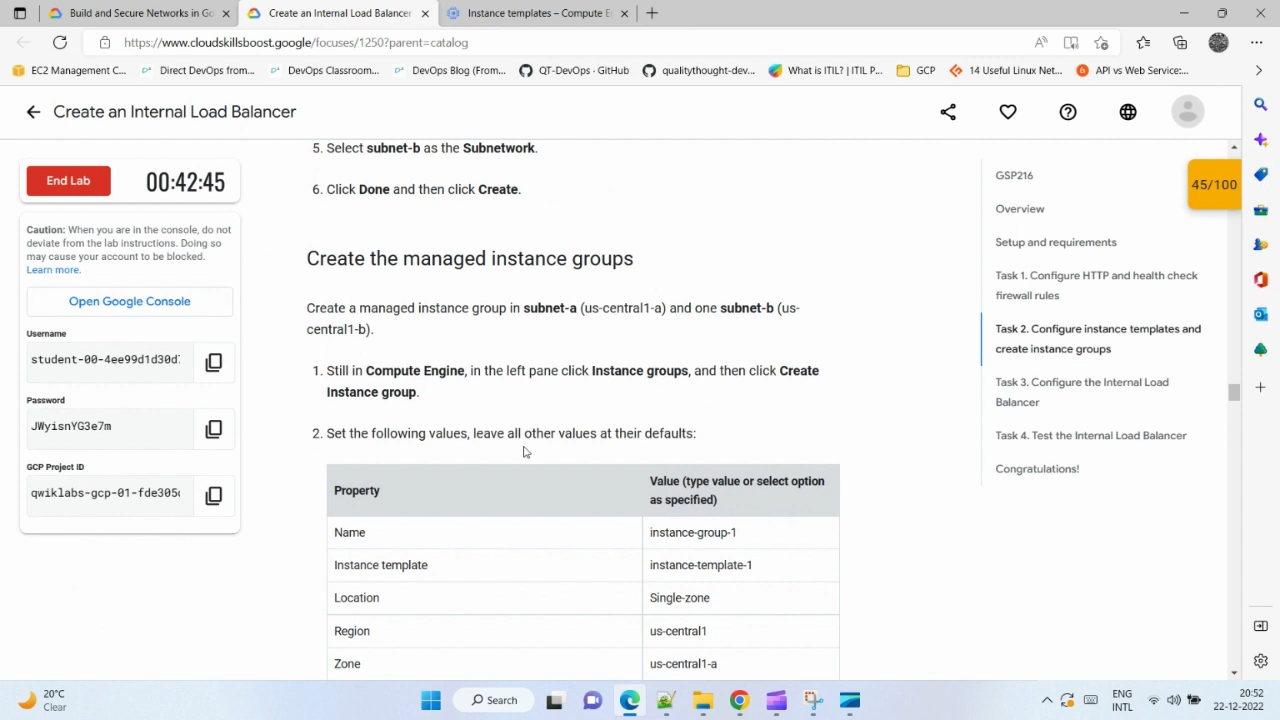 Build and Secure Networks in Go
Create an Internal Load Balancer
Instance templates – Compute E
https://www.cloudskillsboost.google/focuses/1250?parent=catalog
EC2 Management C...
Direct DevOps from...
DevOps Classroom...
DevOps Blog (From...
QT-DevOps · GitHub
qualitythought-dev...
What is ITIL? | ITIL P...
GCP
14 Useful Linux Net...
API vs Web Service:...
Create an Internal Load Balancer
End Lab
00:42:45
Caution: When you are in the console, do not
deviate from the lab instructions. Doing so
may cause your account to be blocked.
Learn more.
Open Google Console
Username
student-00-4ee99d1d30d
Password
JWyisnYG3e7m
GCP Project ID
qwiklabs-gcp-01-fde305
5. Select subnet-b as the Subnetwork.
6. Click Done and then click Create.
Create the managed instance groups
Create a managed instance group in subnet-a (us-central1-a) and one subnet-b (us-
central1-b).
1. Still in Compute Engine, in the left pane click Instance groups, and then click Create
Instance group.
2. Set the following values, leave all other values at their defaults:
Property
Value (type value or select option
as specified)
Name
instance-group-1
Instance template
instance-template-1
Location
Single-zone
Region
us-central1
Zone
us-central1-a
GSP216
Overview
Setup and requirements
Task 1. Configure HTTP and health check
firewall rules
Task 2. Configure instance templates and
create instance groups
Task 3. Configure the Internal Load
Balancer
Task 4. Test the Internal Load Balancer
Congratulations!
45/100
20°C
Clear
Search
ENG
INTL
20:52
22-12-2022